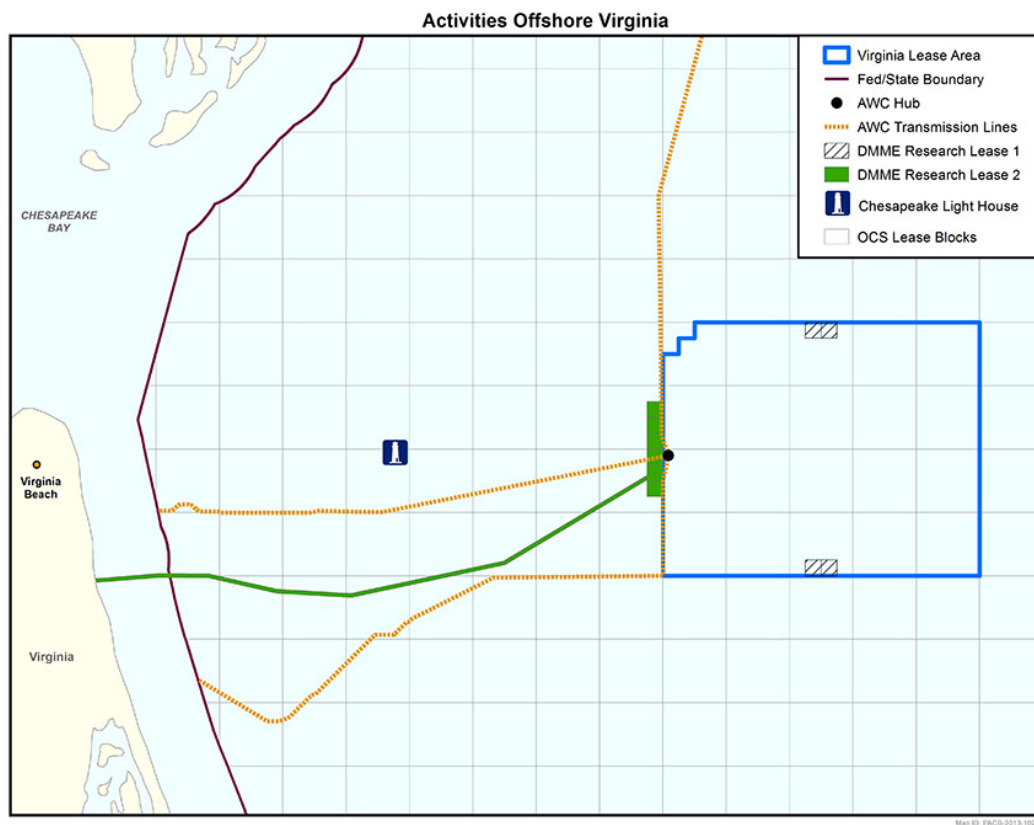 Activities Offshore Virginia
Virginia Lease Area
Fed/State Boundary
AWC Hub
AWC Transmission Lines
DMME Research Lease 1
DMME Research Lease 2
Chesapeake Light House
OCS Lease Blocks
CHESAPEAKE
BAY
Virginia
Beach
Virginia